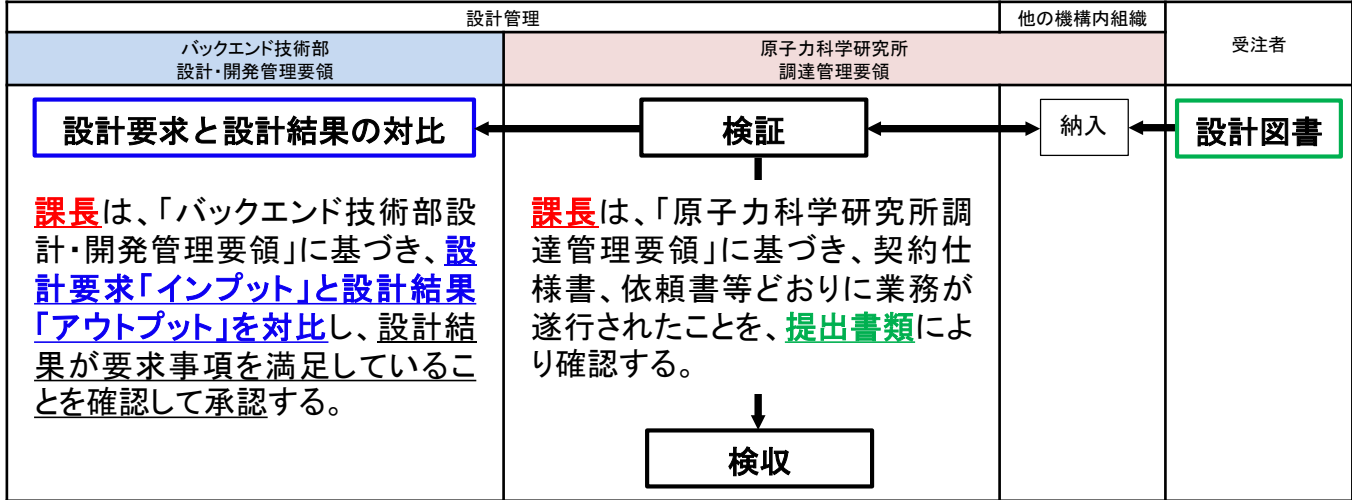 設計管理
他の機構内組織
受注者
バックエンド技術部
設計・開発管理要領
原子力科学研究所
調達管理要領
設計要求と設計結果の対比
検証
納入
設計図書
課長は、「バックエンド技術部設
計・開発管理要領」に基づき、設
計要求「インプット」と設計結果
「アウトプット」を対比し、設計結
果が要求事項を満足しているこ
とを確認して承認する。
課長は、「原子力科学研究所調
達管理要領」に基づき、契約仕
様書、依頼書等どおりに業務が
遂行されたことを、提出書類によ
り確認する。
検収